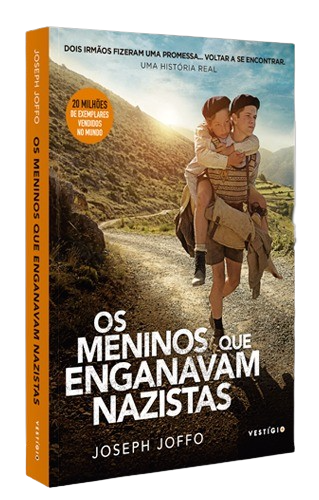 JOSEPH JOFFO
OS MENINOS QUE ENGANAVAM NAZISTAS
VESTÍGIO
DOIS IRMÃOS FIZERAM UMA PROMESSA... VOLTAR A SE ENCONTRAR.
UMA HISTÓRIA REAL
20 MILHÕES
DE EXEMPLARES
VENDIDOS
NO MUNDO
OS
MENINOS QUE
ENGANAVAM
NAZISTAS
JOSEPH JOFFO
VESTÍGIO